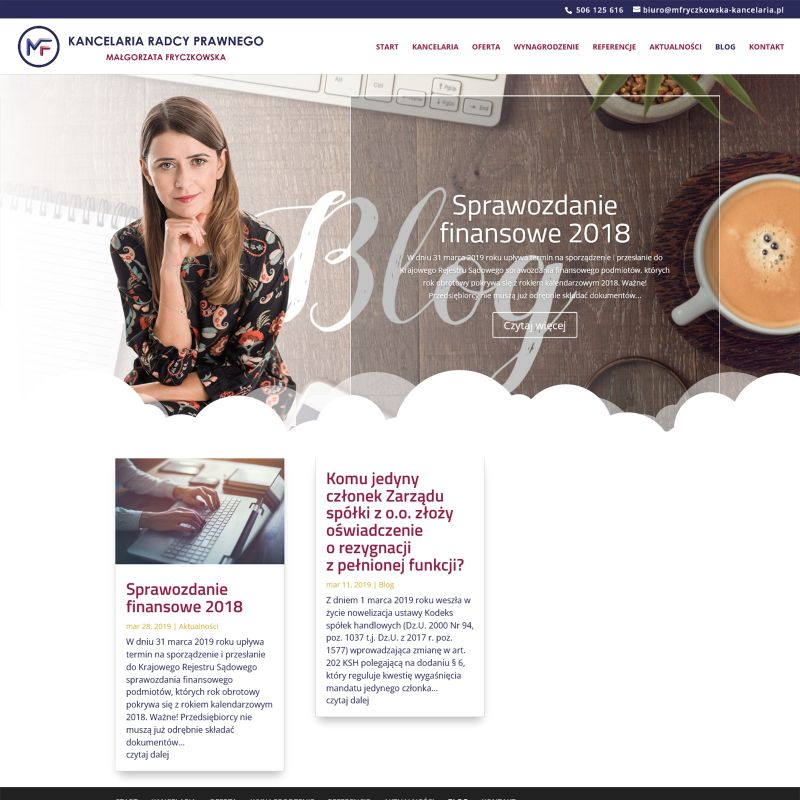 506 125 616 biuro@mfryczkowska-kancelaria.pl
MF KANCELARIA RADCY PRAWNEGO
MAŁGORZATA FRYCZKOWSKA
START KANCELARIA OFERTA WYNAGRODZENIE REFERENCJE AKTUALNOŚCI BLOG KONTAKT
Blog
Sprawozdanie
finansowe 2018
W dniu 31 marca 2019 roku upływa termin na sporządzenie i przesłanie do
Krajowego Rejestru Sądowego sprawozdania finansowego podmiotów, których
rok obrotowy pokrywa się z rokiem kalendarzowym 2018. Ważne!
Przedsiębiorcy nie muszą już odrębnie składać dokumentów...
Czytaj więcej
Sprawozdanie
finansowe 2018
mar 28, 2019 | Aktualności
W dniu 31 marca 2019 roku upływa
termin na sporządzenie i przesłanie
do Krajowego Rejestru Sądowego
sprawozdania finansowego
podmiotów, których rok obrotowy
pokrywa się z rokiem kalendarzowym
2018. Ważne! Przedsiębiorcy nie
muszą już odrębnie składać
dokumentów...
czytaj dalej
Komu jedyny
członek Zarządu
spółki z o.o. złoży
oświadczenie
o rezygnacji
z pełnionej funkcji?
mar 11, 2019 | Blog
Z dniem 1 marca 2019 roku weszła w
życie nowelizacja ustawy Kodeks
spółek handlowych (Dz.U. 2000 Nr 94,
poz. 1037 t.j. Dz.U. z 2017 r. poz.
1577) wprowadzająca zmianę w art.
202 KSH polegającą na dodaniu § 6,
który reguluje kwestię wygaśnięcia
mandatu jedynego członka...
czytaj dalej